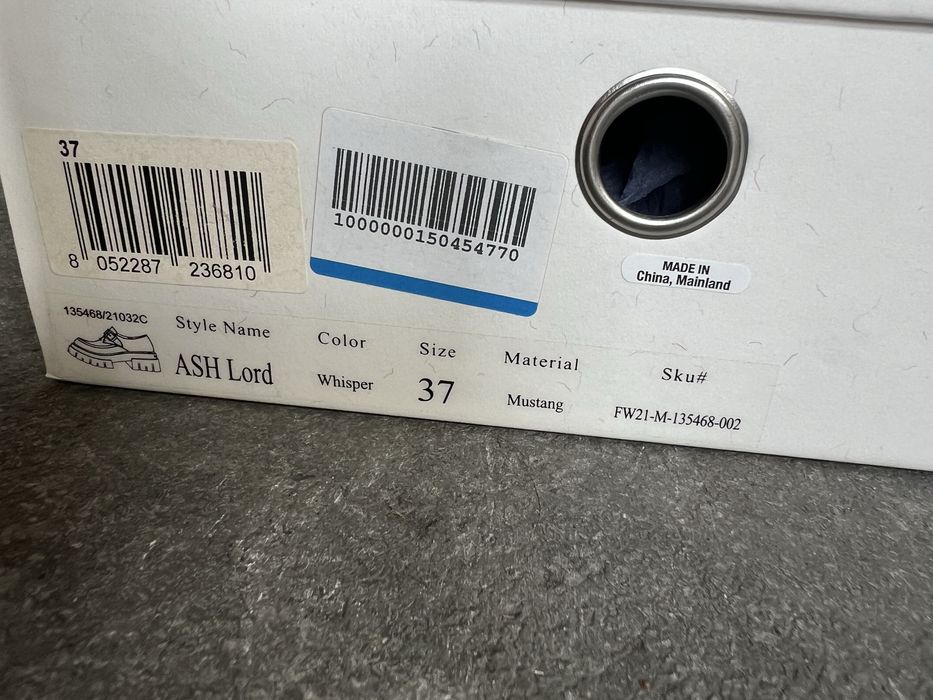 37
8 052287 236810
1000000150454770
MADE IN
China, Mainland
135468/21032C
Style Name Color Size Material Sku#
ASH Lord Whisper 37 Mustang FW21-M-135468-002